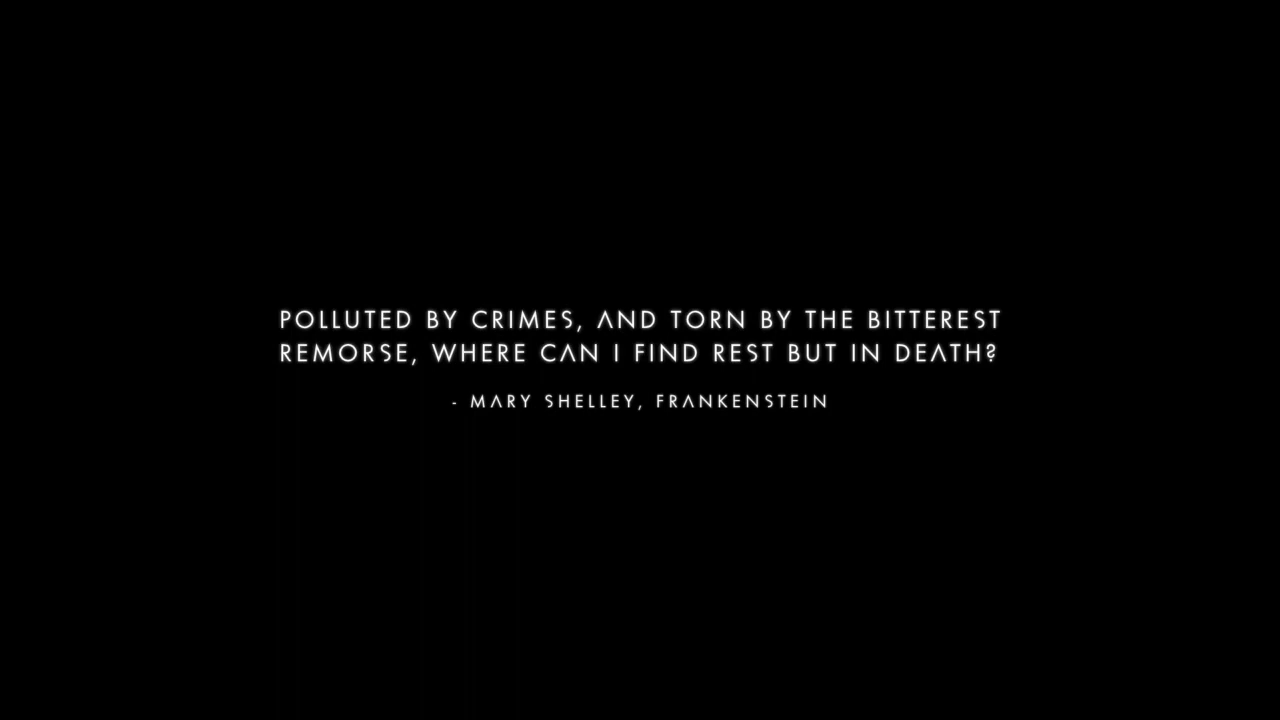 POLLUTED BY CRIMES, AND TORN BY THE BITTEREST
REMORSE, WHERE CAN I FIND REST BUT IN DEATH?
- MARY SHELLEY, FRANKENSTEIN